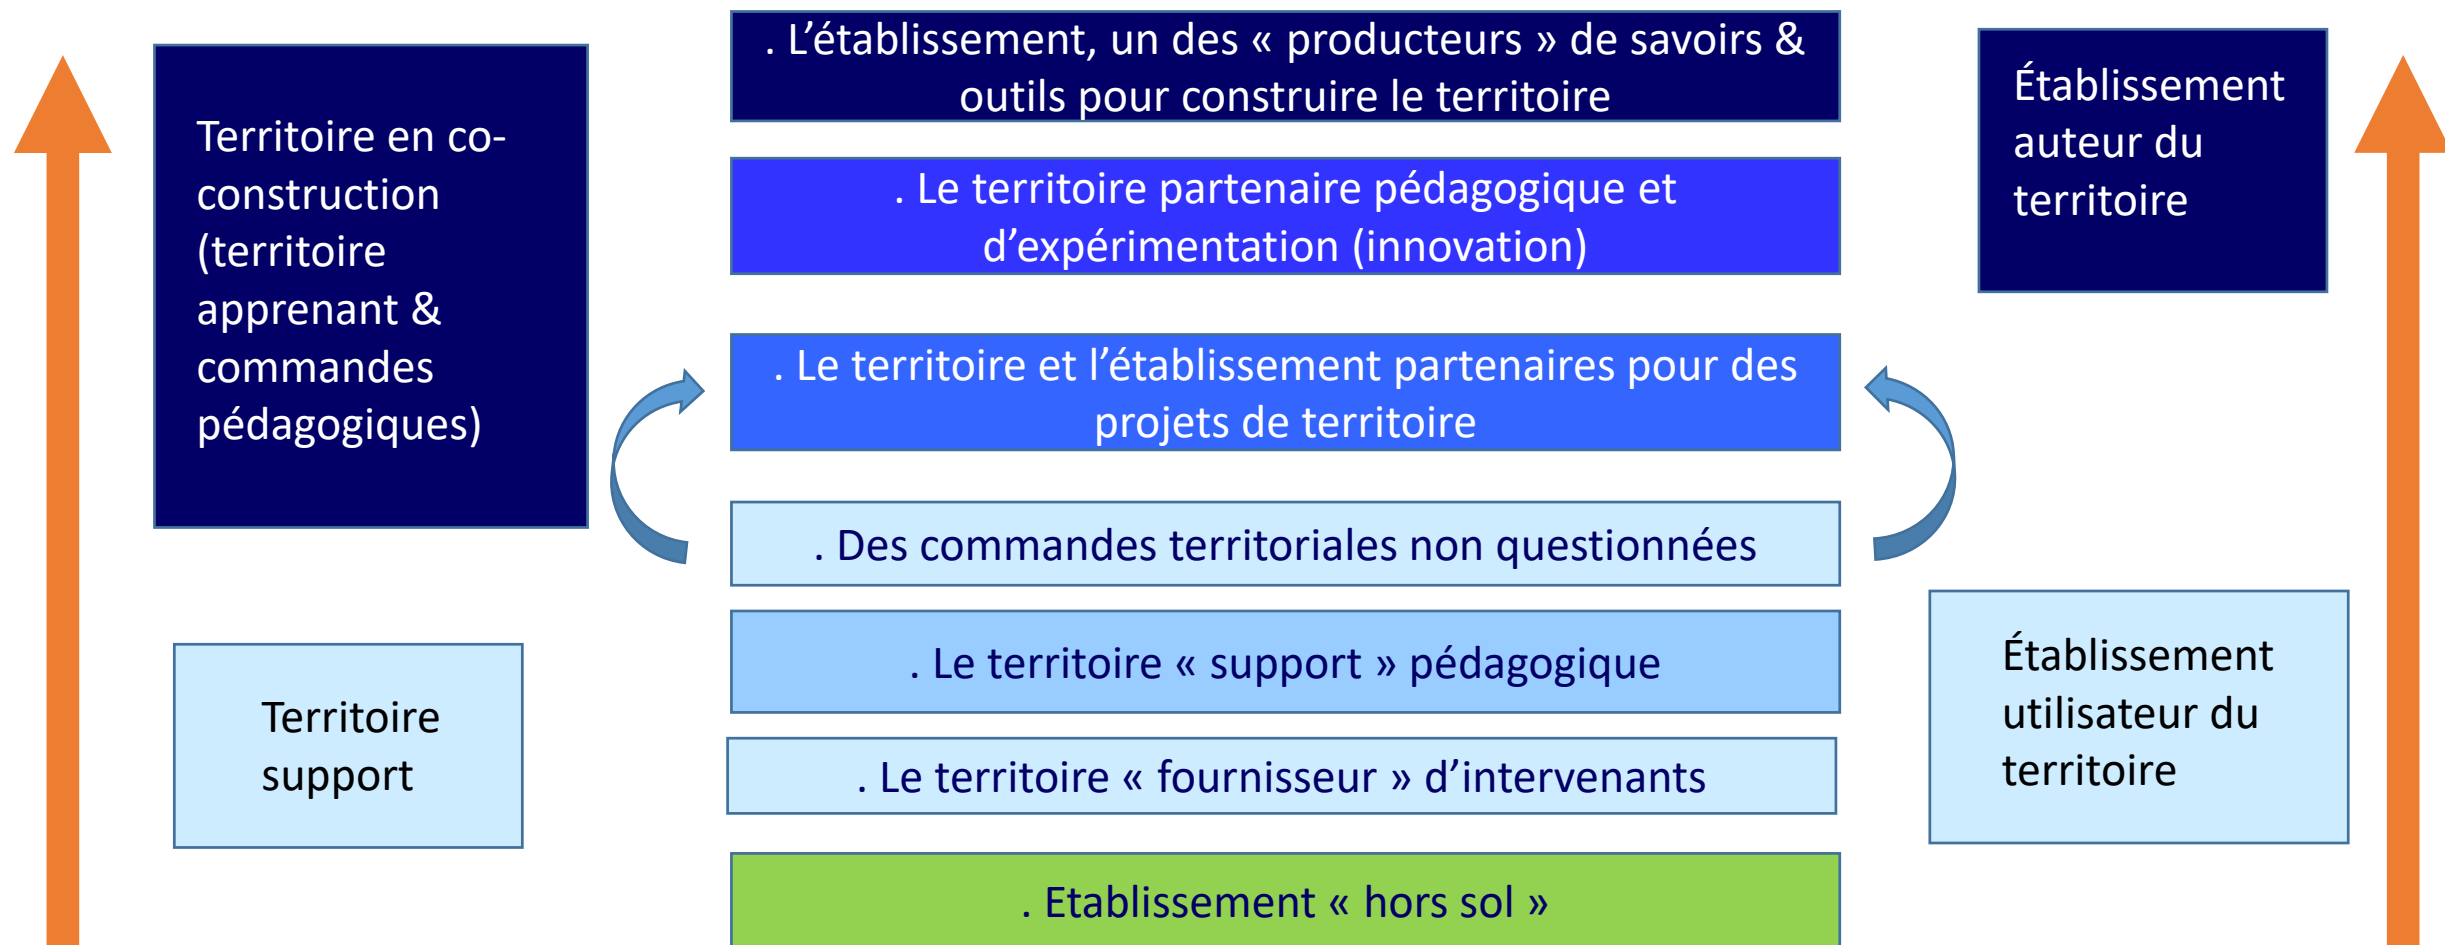 Territoire en co-
construction
(territoire
apprenant &
commandes
pédagogiques)
Territoire
support
. L’établissement, un des « producteurs » de savoirs &
outils pour construire le territoire
. Le territoire partenaire pédagogique et
d’expérimentation (innovation)
. Le territoire et l’établissement partenaires pour des
projets de territoire
. Des commandes territoriales non questionnées
. Le territoire « support » pédagogique
. Le territoire « fournisseur » d’intervenants
. Etablissement « hors sol »
Établissement
auteur du
territoire
Établissement
utilisateur du
territoire